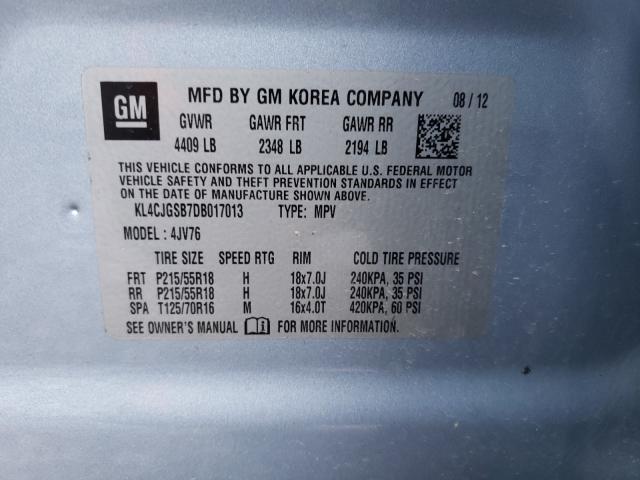 GM
MFD BY GM KOREA COMPANY 08 / 12
GVWR GAWR FRT GAWR RR
4409 LB 2348 LB 2194 LB
THIS VEHICLE CONFORMS TO ALL APPLICABLE U.S. FEDERAL MOTOR
VEHICLE SAFETY AND THEFT PREVENTION STANDARDS IN EFFECT
ON THE DATE OF MANUFACTURE SHOWN ABOVE.
KL4CJGSB7DB017013 TYPE: MPV
MODEL : 4JV76
TIRE SIZE SPEED RTG RIM COLD TIRE PRESSURE
FRT P215/55R18 H 18x7.0J 240KPA, 35 PSI
RR P215/55R18 H 18x7.0J 240KPA, 35 PSI
SPA T125/70R16 M 16x4.0T 420KPA, 60 PSI
SEE OWNER'S MANUAL FOR MORE INFORMATION.